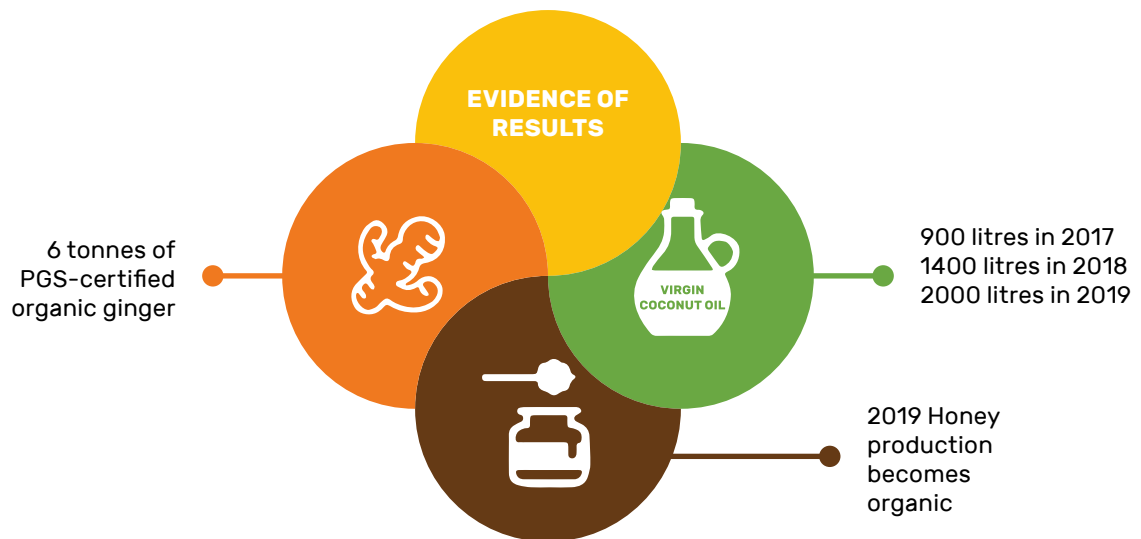 EVIDENCE OF
RESULTS
6 tonnes of
PGS-certified
organic ginger
VIRGIN
COCONUT OIL
900 litres in 2017
1400 litres in 2018
2000 litres in 2019
2019 Honey
production
becomes
organic